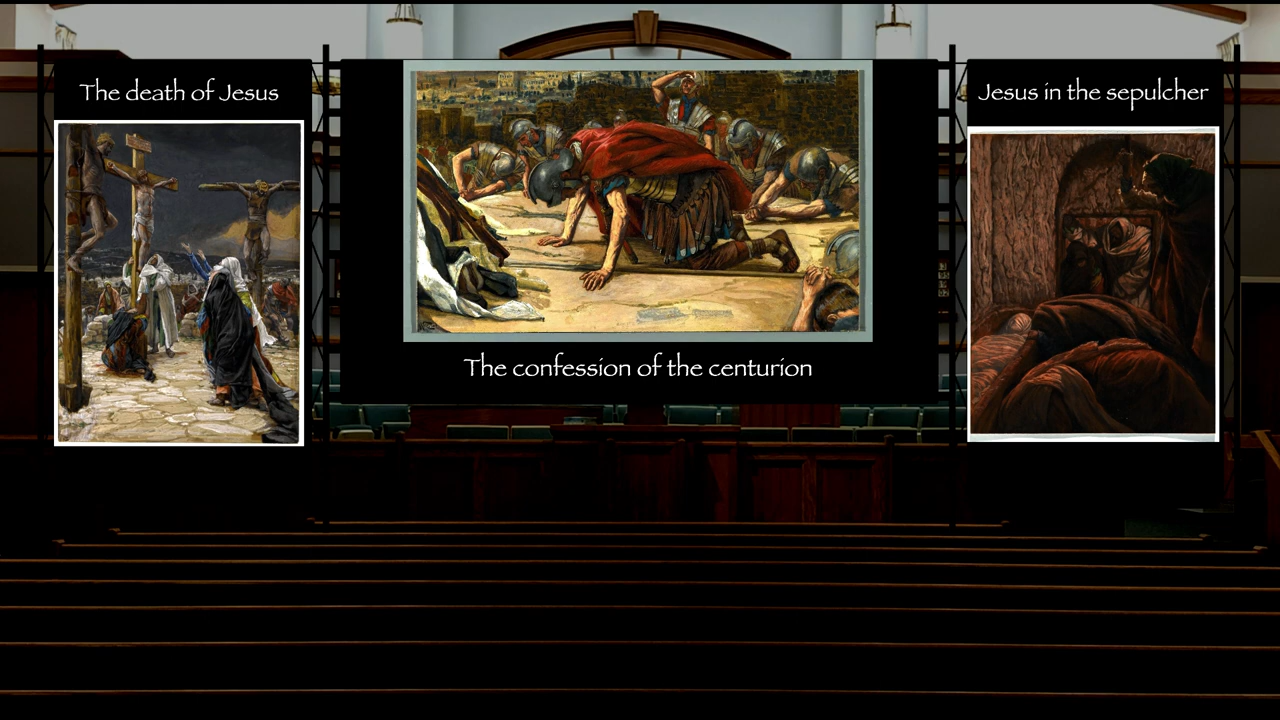 The death of Jesus
The confession of the centurion
Jesus in the sepulcher